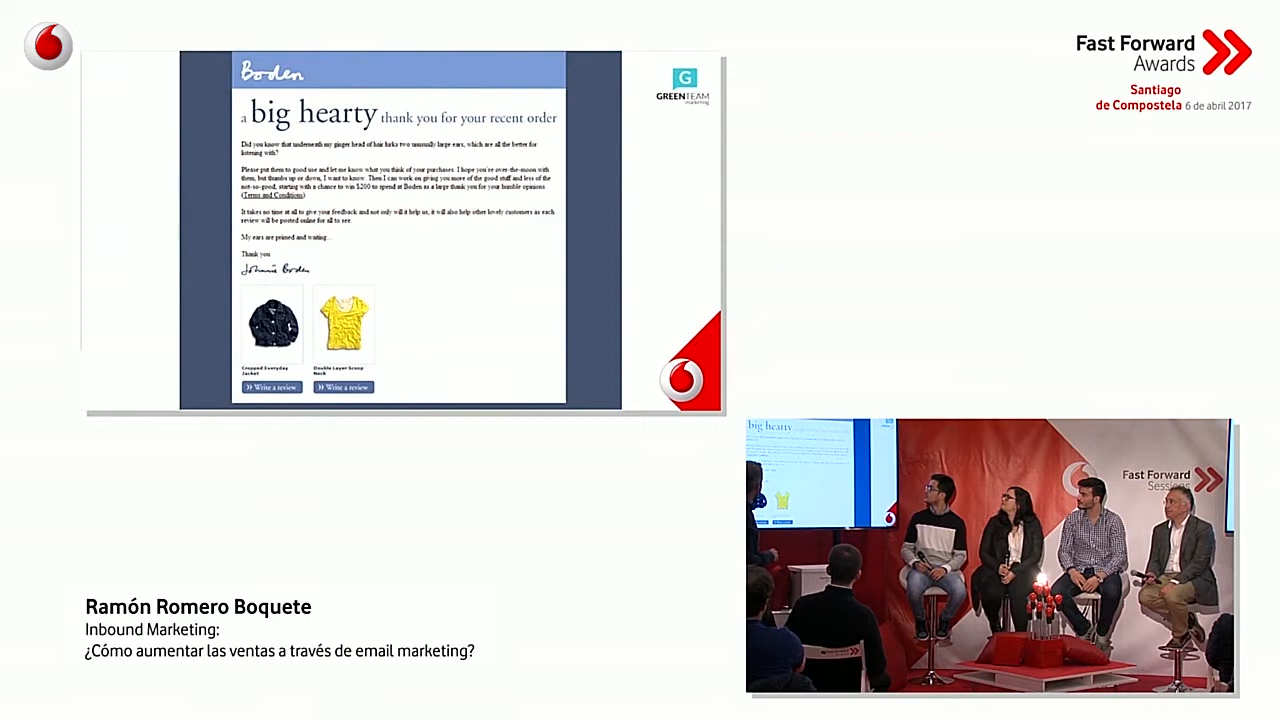 Fast Forward
Awards
Santiago
de Compostela 6 de abril 2017
G
GREENTEAM
marketing
Boden
a big hearty thank you for your recent order
Did you know that underneath my ginger head of hair lurks two unusually large ears, which are all the better for
listening with?
Please put them to good use and let me know what you think of your purchases. I hope you're over-the-moon with
them, but thumbs up or down, I want to know. Then I can work on giving you more of the good stuff and less of the
not-so-good, starting with a chance to win $200 to spend at Boden as a large thank you for your humble opinions.
(Terms and Conditions)
It takes no time at all to give your feedback and not only will it help us, it will also help other lovely customers as each
review will be posted online for all to see.
My ears are primed and waiting...
Thank you
Johnnie Boden
Cropped Everyday
Jacket
Double Layer Scoop
Neck
Write a review
Write a review
big hearty
Fast Forward
Sessions
Ramón Romero Boquete
Inbound Marketing:
¿Cómo aumentar las ventas a través de email marketing?